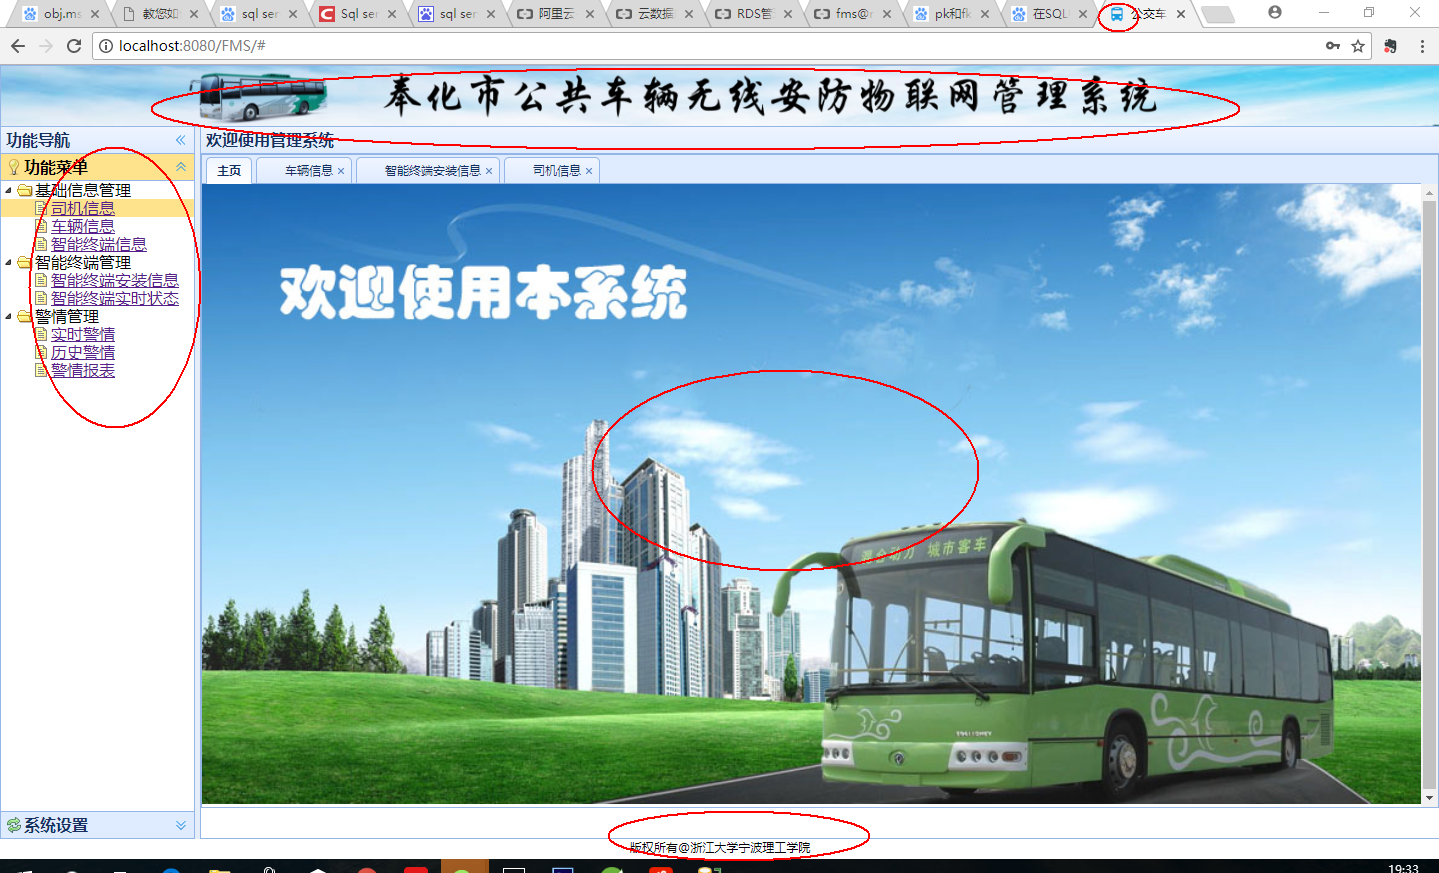 obj.ms
教您如
sql ser
Sql ser
sql ser
阿里云
云数据
RDS管
fms@r
pk和fk
在SQL
公交车
localhost:8080/FMS/#
奉化市公共车辆无线安防物联网管理系统
功能导航
欢迎使用管理系统
功能菜单
主页
车辆信息
智能终端安装信息
司机信息
基础信息管理
司机信息
车辆信息
智能终端信息
智能终端管理
智能终端安装信息
智能终端实时状态
警情管理
实时警情
历史警情
警情报表
欢迎使用本系统
城市客车
系统设置
版权所有@浙江大学宁波理工学院
19:33